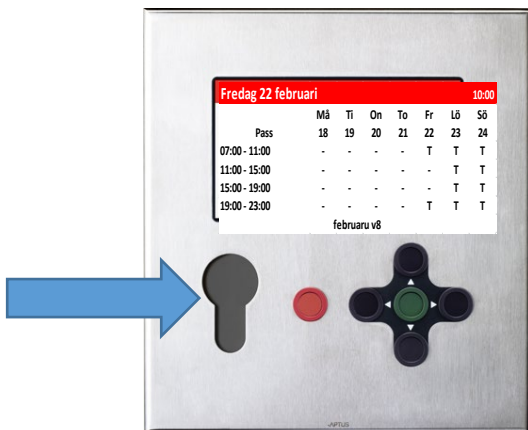 Fredag 22 februari 10:00
Må Ti On To Fr Lö Sö
Pass 18 19 20 21 22 23 24
07:00 - 11:00 - - - - T T T
11:00 - 15:00 - - - - - T T
15:00 - 19:00 - - - - - T T
19:00 - 23:00 - - - - T T T
februaru v8
APTUS